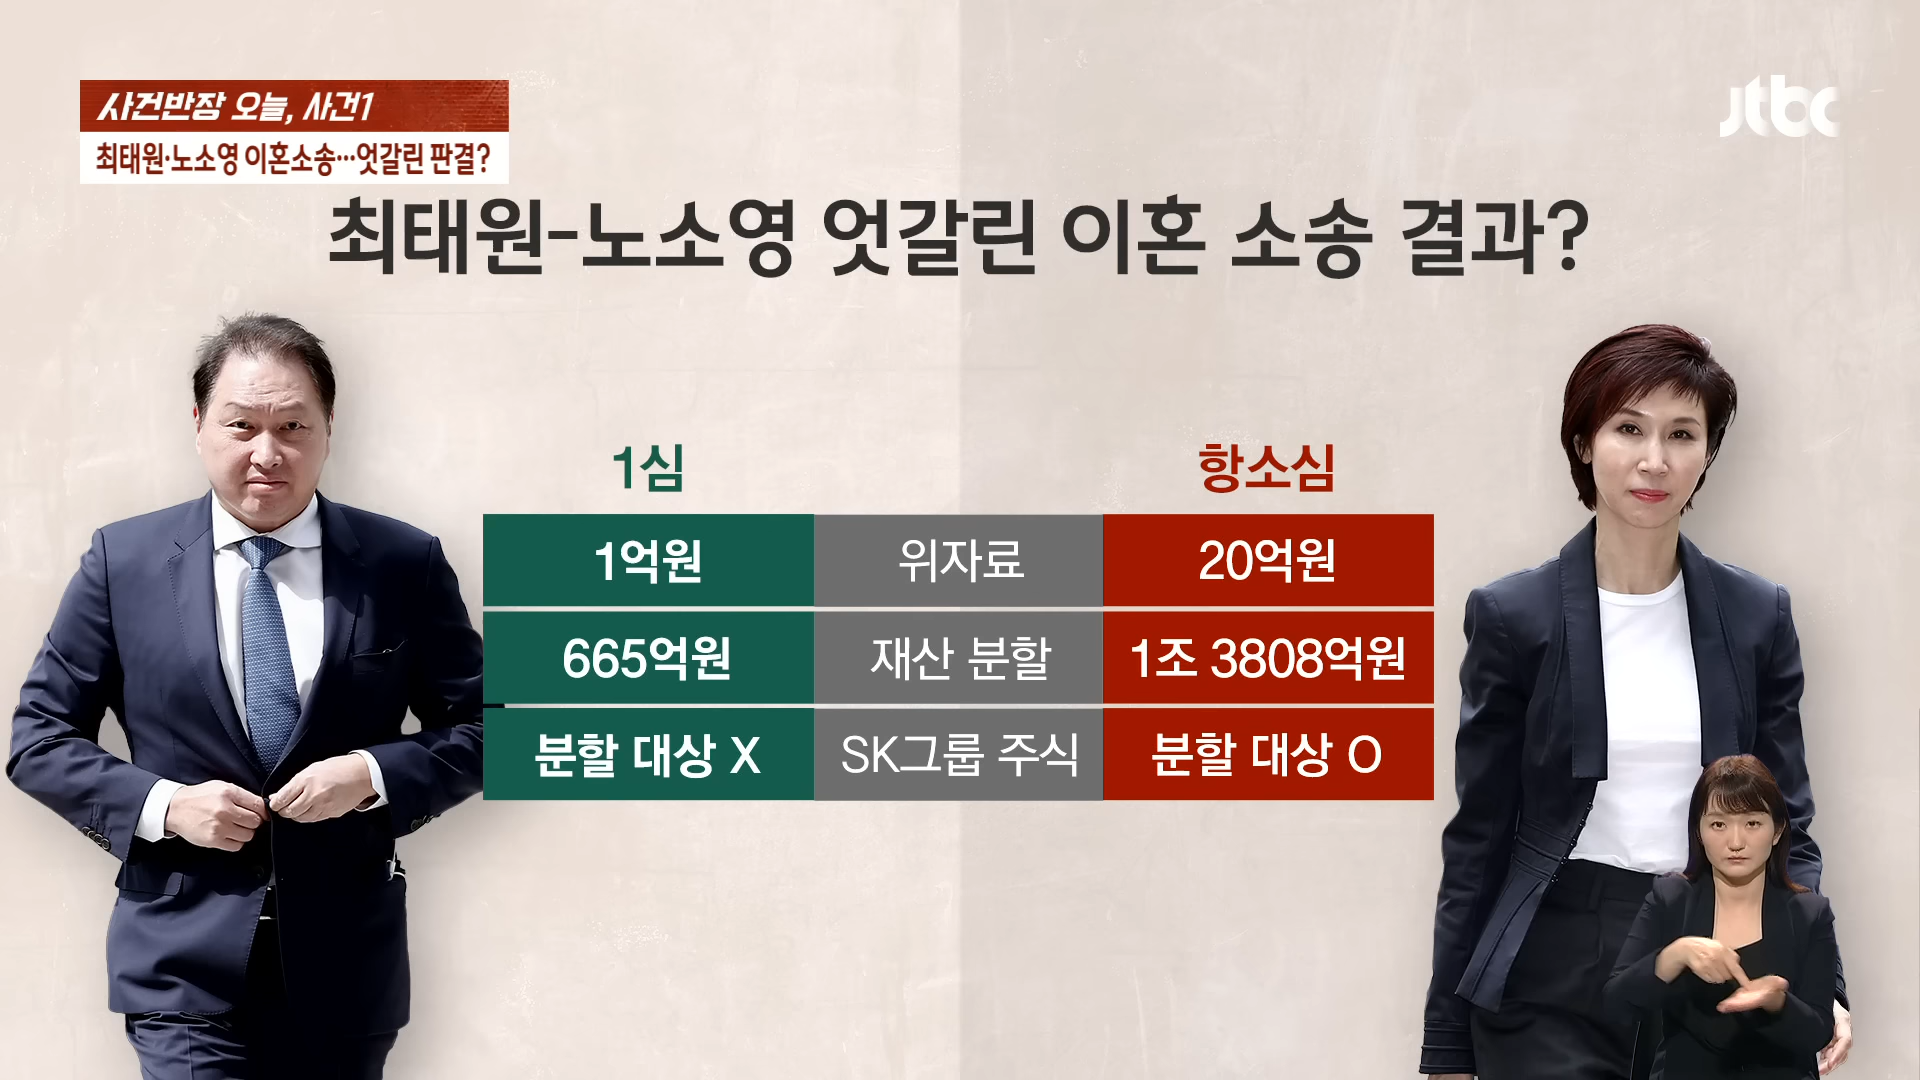 사건반장 오늘, 사건1
최태원·노소영 이혼소송…엇갈린 판결?
jtbc
최태원-노소영 엇갈린 이혼 소송 결과?
1심 항소심
1억원 위자료 20억원
665억원 재산 분할 1조 3808억원
분할 대상 X SK그룹 주식 분할 대상 O